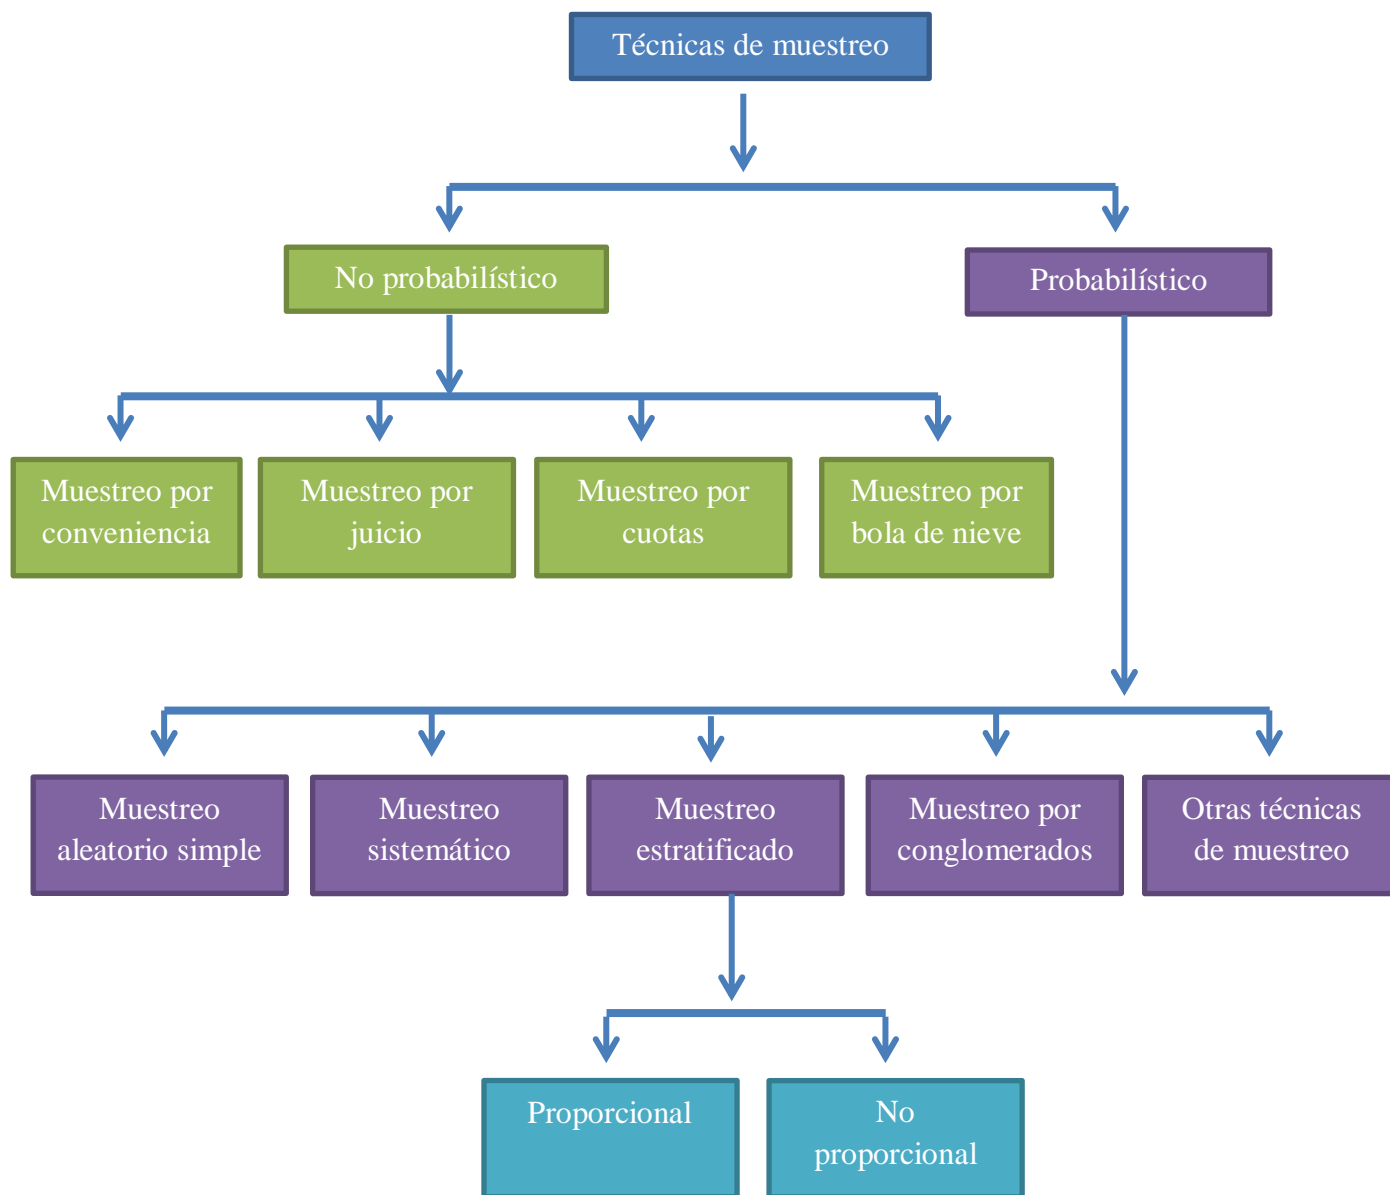 Técnicas de muestreo
No probabilístico
Probabilístico
Muestreo por
conveniencia
Muestreo por
juicio
Muestreo por
cuotas
Muestreo por
bola de nieve
Muestreo
aleatorio simple
Muestreo
sistemático
Muestreo
estratificado
Muestreo por
conglomerados
Otras técnicas
de muestreo
Proporcional
No
proporcional